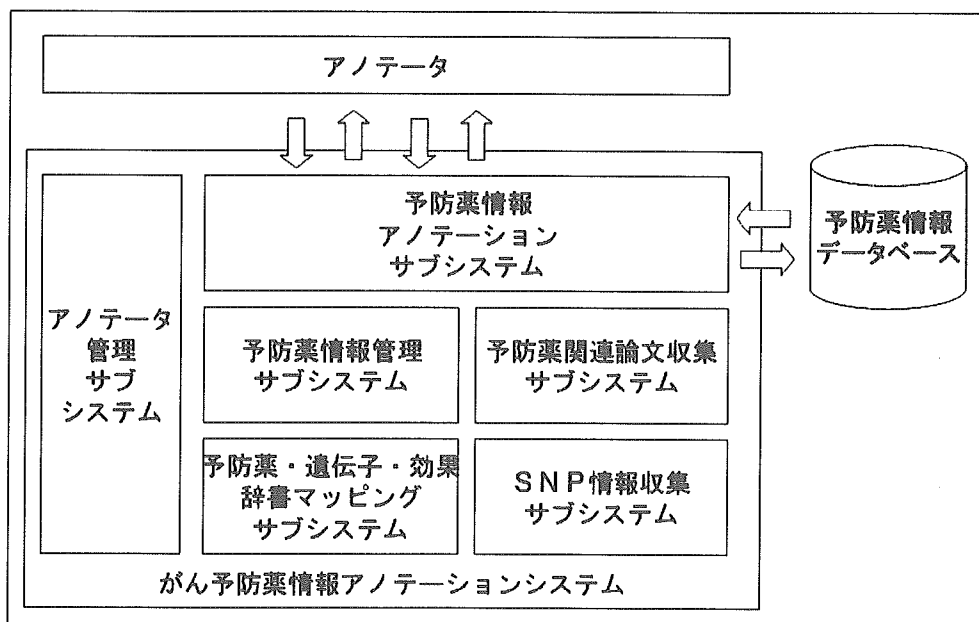 アノテータ
予防薬情報
アノテーション
サブシステム
予防薬情報
データベース
アノテータ
管理
サブ
システム
予防薬情報管理
サブシステム
予防薬関連論文収集
サブシステム
予防薬・遺伝子・効果
辞書マッピング
サブシステム
ＳＮＰ情報収集
サブシステム
がん予防薬情報アノテーションシステム